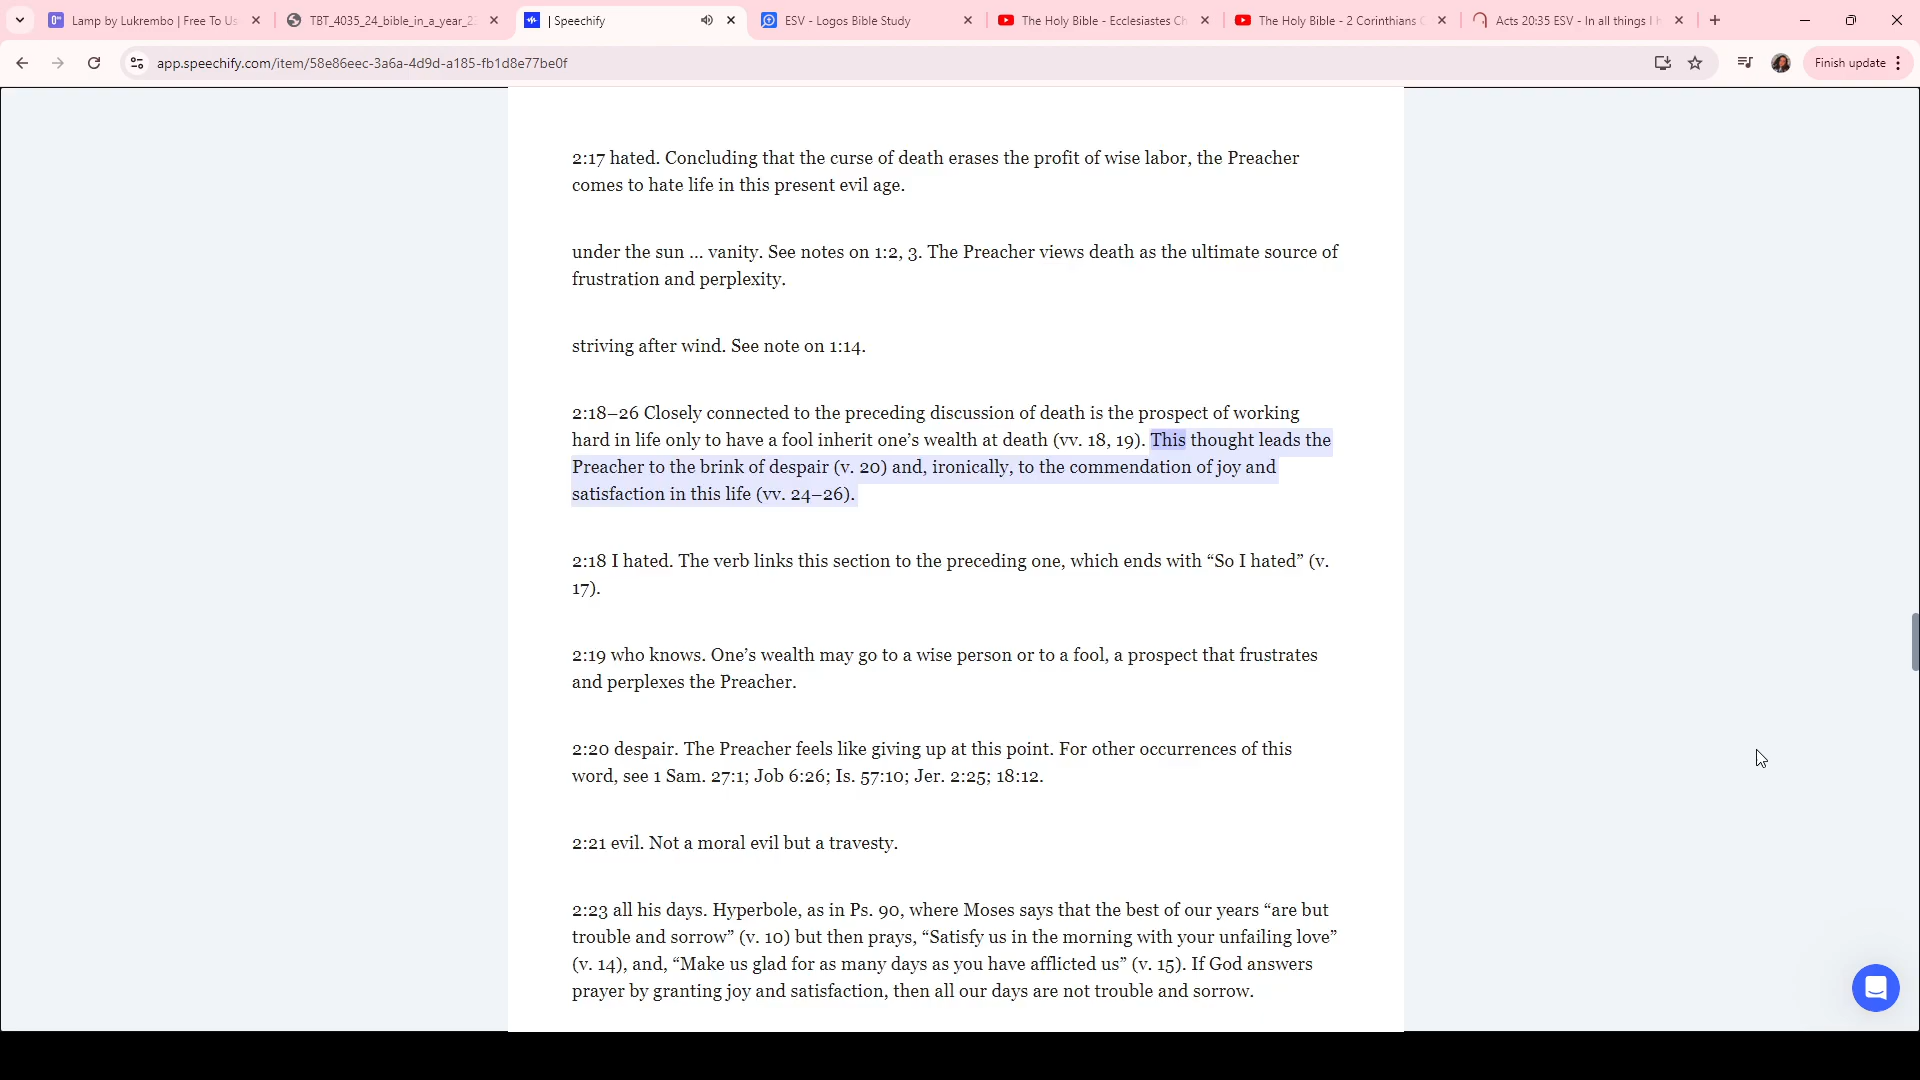 Lamp by Lukrembo | Free To Us
TBT_4035_24_bible_in_a_year_2
| Speechify
ESV - Logos Bible Study
The Holy Bible - Ecclesiastes Ch
The Holy Bible - 2 Corinthians C
Acts 20:35 ESV - In all things I h
app.speechify.com/item/58e86eec-3a6a-4d9d-a185-fb1d8e77be0f
Finish update
2:17 hated. Concluding that the curse of death erases the profit of wise labor, the Preacher
comes to hate life in this present evil age.
under the sun ... vanity. See notes on 1:2, 3. The Preacher views death as the ultimate source of
frustration and perplexity.
striving after wind. See note on 1:14.
2:18–26 Closely connected to the preceding discussion of death is the prospect of working
hard in life only to have a fool inherit one’s wealth at death (vv. 18, 19). This thought leads the
Preacher to the brink of despair (v. 20) and, ironically, to the commendation of joy and
satisfaction in this life (vv. 24–26).
2:18 I hated. The verb links this section to the preceding one, which ends with “So I hated” (v.
17).
2:19 who knows. One’s wealth may go to a wise person or to a fool, a prospect that frustrates
and perplexes the Preacher.
2:20 despair. The Preacher feels like giving up at this point. For other occurrences of this
word, see 1 Sam. 27:1; Job 6:26; Is. 57:10; Jer. 2:25; 18:12.
2:21 evil. Not a moral evil but a travesty.
2:23 all his days. Hyperbole, as in Ps. 90, where Moses says that the best of our years “are but
trouble and sorrow” (v. 10) but then prays, “Satisfy us in the morning with your unfailing love”
(v. 14), and, “Make us glad for as many days as you have afflicted us” (v. 15). If God answers
prayer by granting joy and satisfaction, then all our days are not trouble and sorrow.